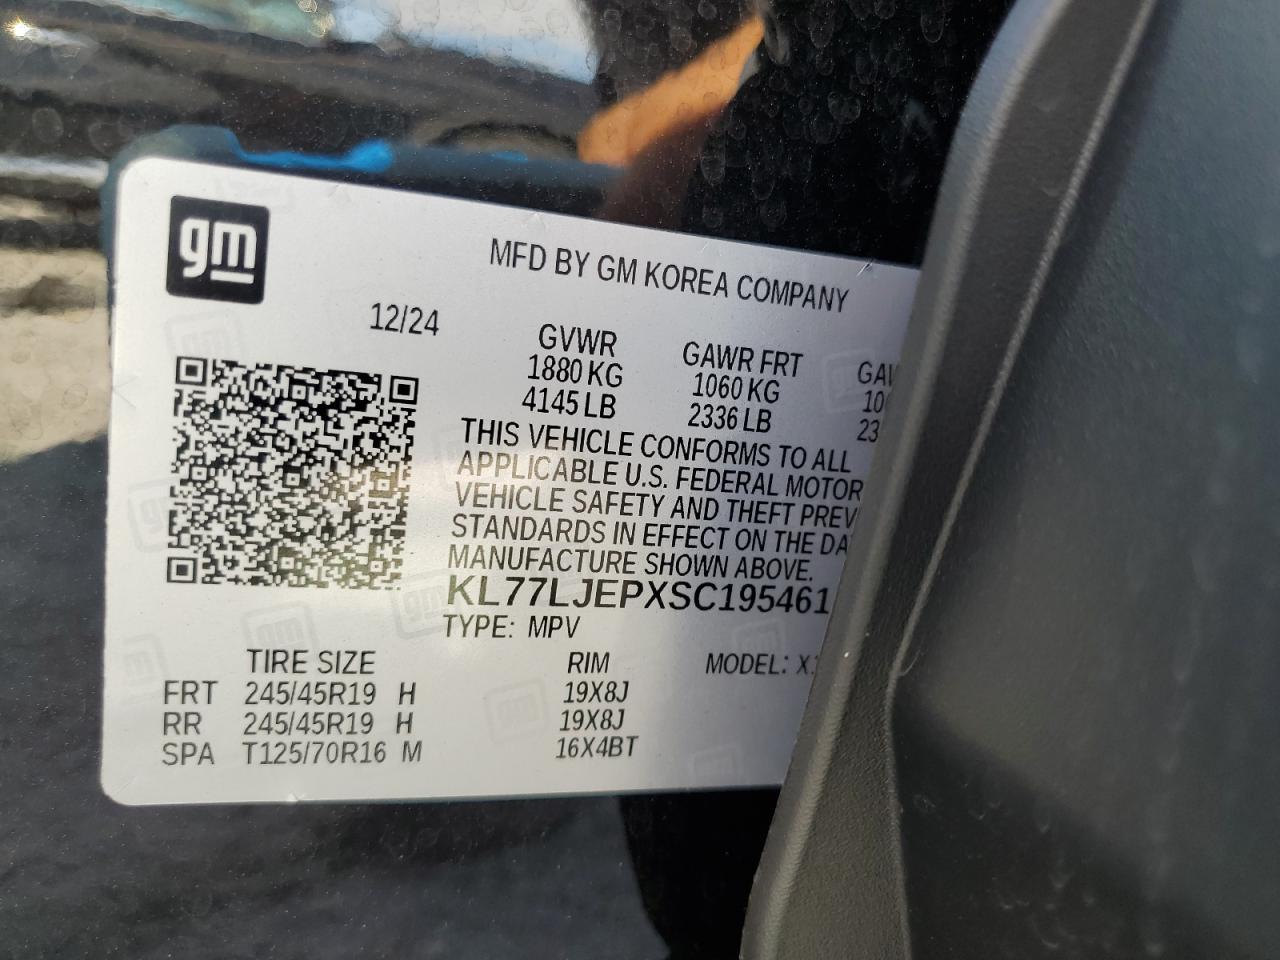 gm
MFD BY GM KOREA COMPANY
12/24
GVWR GAWR FRT
1880 KG 1060 KG
4145 LB 2336 LB
THIS VEHICLE CONFORMS TO ALL
APPLICABLE U.S. FEDERAL MOTOR
VEHICLE SAFETY AND THEFT PREV
STANDARDS IN EFFECT ON THE DA
MANUFACTURE SHOWN ABOVE.
KL77LJEPXSC195461
TYPE: MPV
TIRE SIZE RIM MODEL:
FRT 245/45R19 H 19X8J
RR 245/45R19 H 19X8J
SPA T125/70R16 M 16X4BT